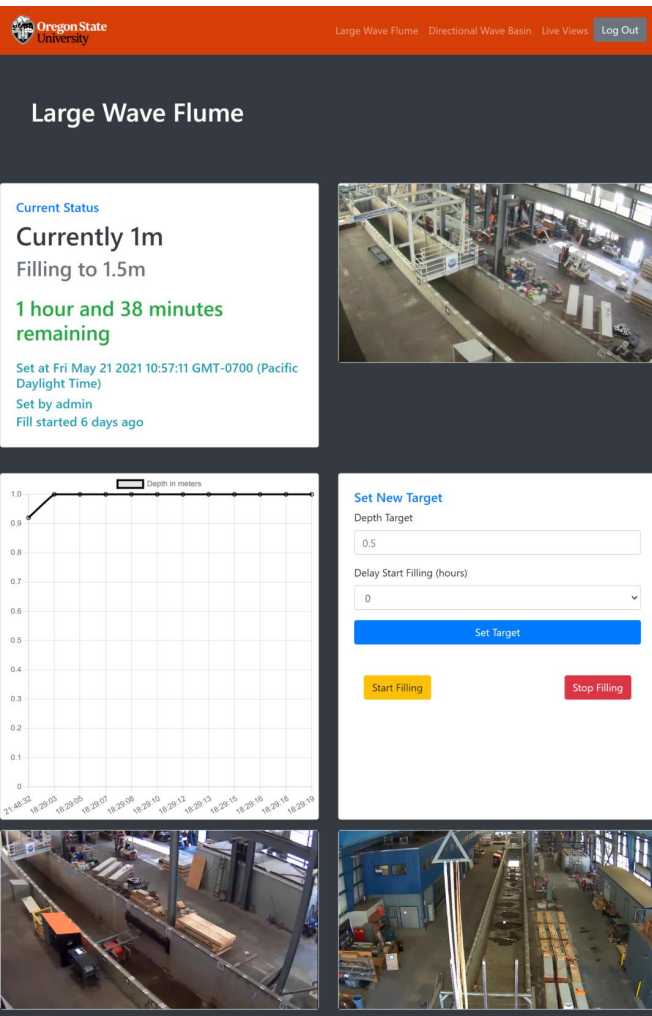 Oregon State
University
Large Wave Flume Directional Wave Basin Live Views Log Out
Large Wave Flume
Current Status
Currently 1m
Filling to 1.5m
1 hour and 38 minutes
remaining
Set at Fri May 21 2021 10:57:11 GMT-0700 (Pacific
Daylight Time)
Set by admin
Fill started 6 days ago
Depth in meters
1.0
0.9
0.8
0.7
0.6
0.5
0.4
0.3
0.2
0.1
0
21:48:32 18:29:03 18:29:05 18:29:07 18:29:08 18:29:10 18:29:12 18:29:13 18:29:15 18:29:16 18:29:18 18:29:19
Set New Target
Depth Target
0.5
Delay Start Filling (hours)
0
Set Target
Start Filling Stop Filling